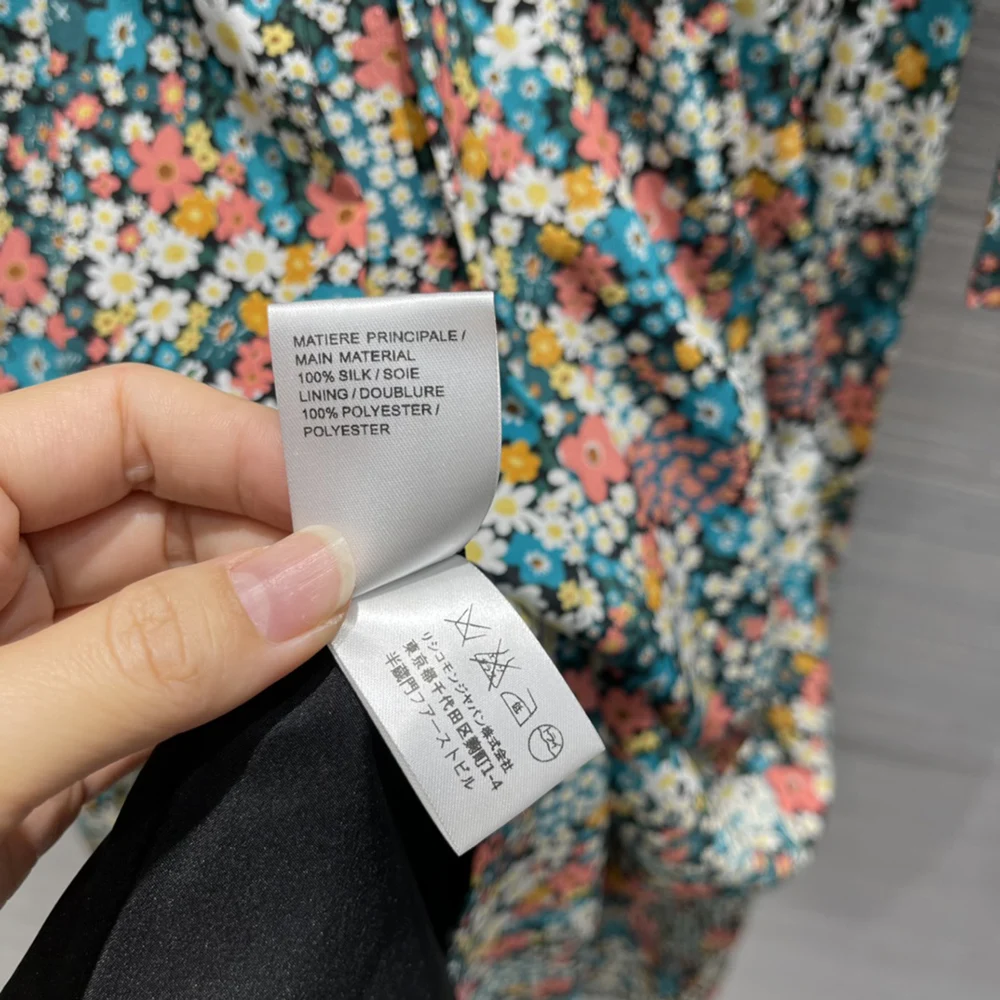 MATIERE PRINCIPALE /
MAIN MATERIAL
100% SILK / SOIE
LINING / DOUBLURE
100% POLYESTER /
POLYESTER
リシュモンジャパン株式会社
東京都千代田区麹町1-4
半蔵門ファーストビル